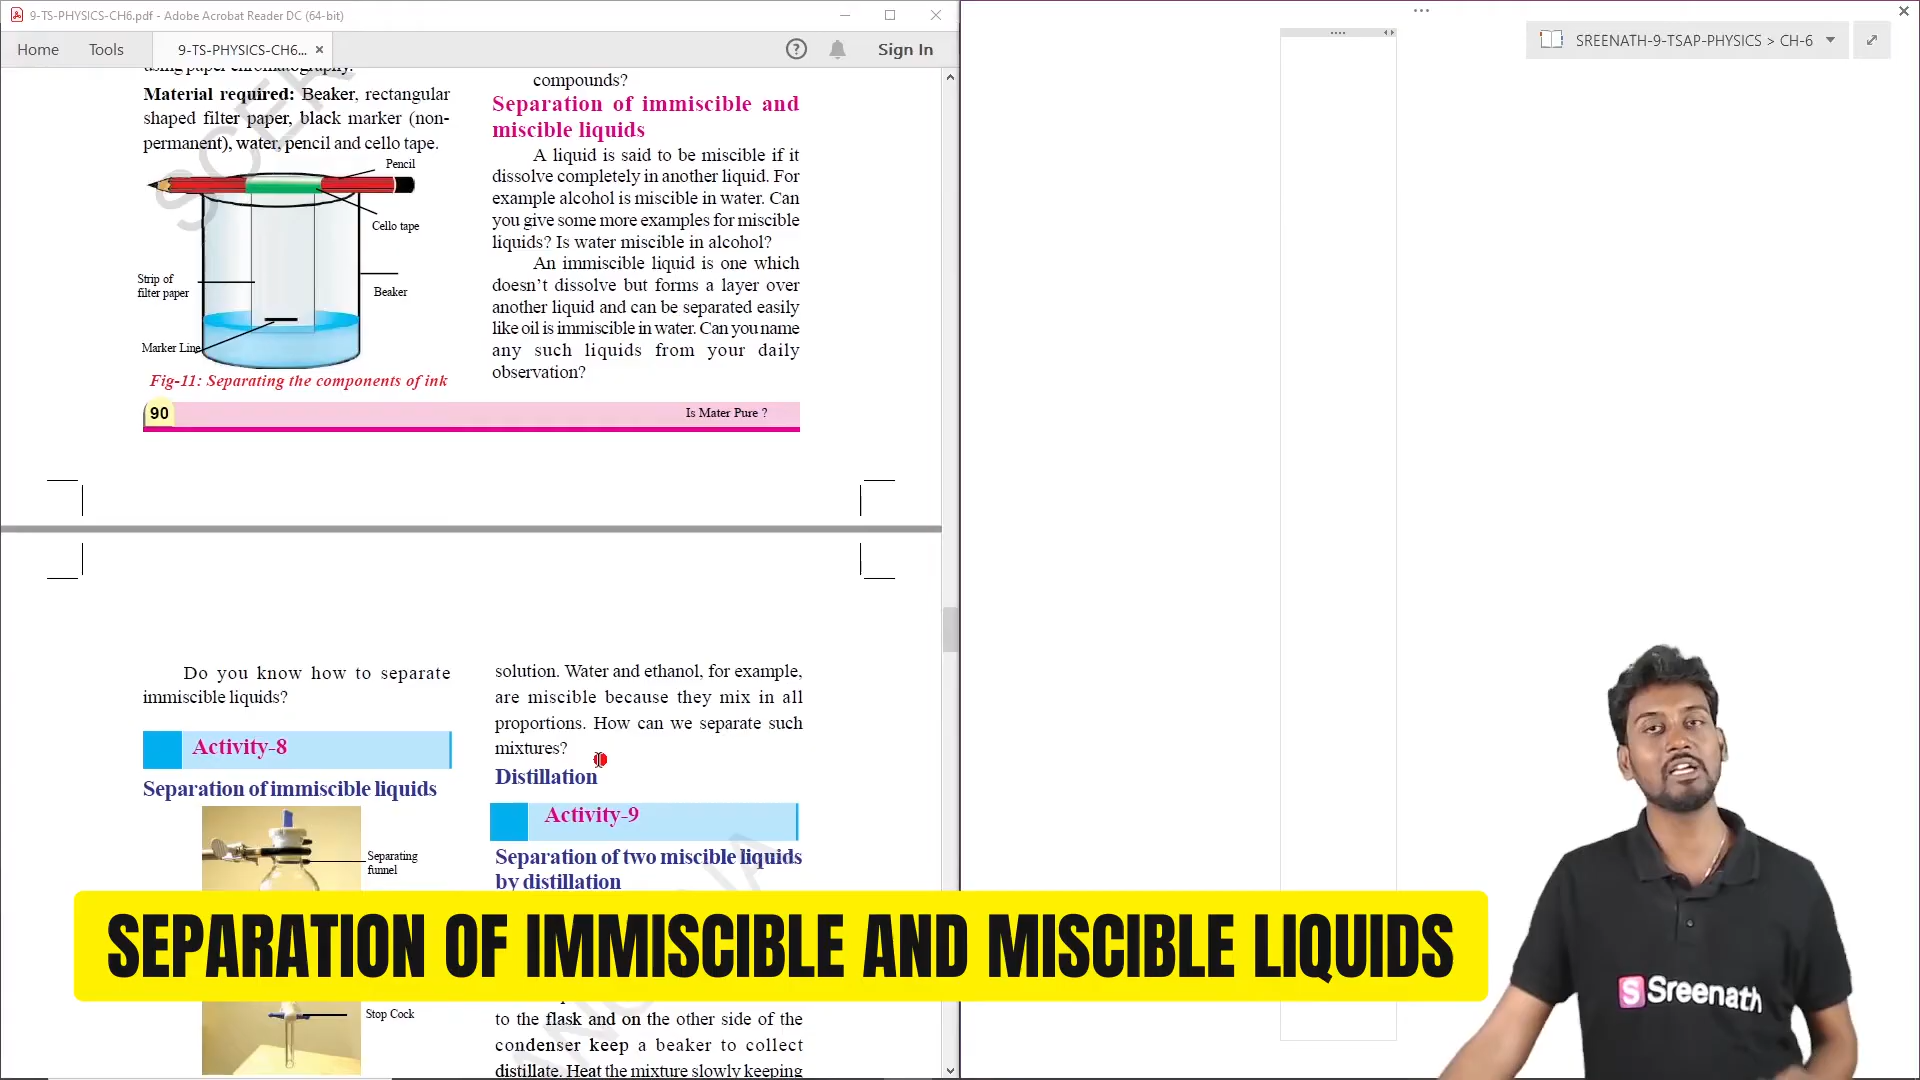 9-TS-PHYSICS-CH6.pdf - Adobe Acrobat Reader DC (64-bit)
Home
Tools
9-TS-PHYSICS-CH6...
Sign In
SREENATH-9-TSAP-PHYSICS > CH-6
using paper chromatography.
Material required: Beaker, rectangular
shaped filter paper, black marker (non-
permanent), water, pencil and cello tape.
Pencil
Cello tape
Strip of
filter paper
Beaker
Marker Line
Fig-11: Separating the components of ink
compounds?
Separation of immiscible and
miscible liquids
A liquid is said to be miscible if it
dissolve completely in another liquid. For
example alcohol is miscible in water. Can
you give some more examples for miscible
liquids? Is water miscible in alcohol?
An immiscible liquid is one which
doesn’t dissolve but forms a layer over
another liquid and can be separated easily
like oil is immiscible in water. Can you name
any such liquids from your daily
observation?
90
Is Mater Pure ?
Do you know how to separate
immiscible liquids?
Activity-8
Separation of immiscible liquids
Separating
funnel
Stop Cock
solution. Water and ethanol, for example,
are miscible because they mix in all
proportions. How can we separate such
mixtures?
Distillation
Activity-9
Separation of two miscible liquids
by distillation
to the flask and on the other side of the
condenser keep a beaker to collect
distillate. Heat the mixture slowly keeping
SEPARATION OF IMMISCIBLE AND MISCIBLE LIQUIDS
Sreenath